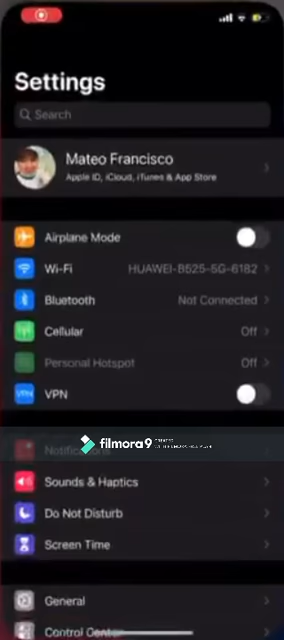 Settings
Search
Mateo Francisco
Apple ID, iCloud, iTunes & App Store
Airplane Mode
Wi-Fi HUAWEI-B525-5G-6182
Bluetooth Not Connected
Cellular Off
Personal Hotspot Off
VPN VPN
filmora9
Notifications
Sounds & Haptics
Do Not Disturb
Screen Time
General
Control Center